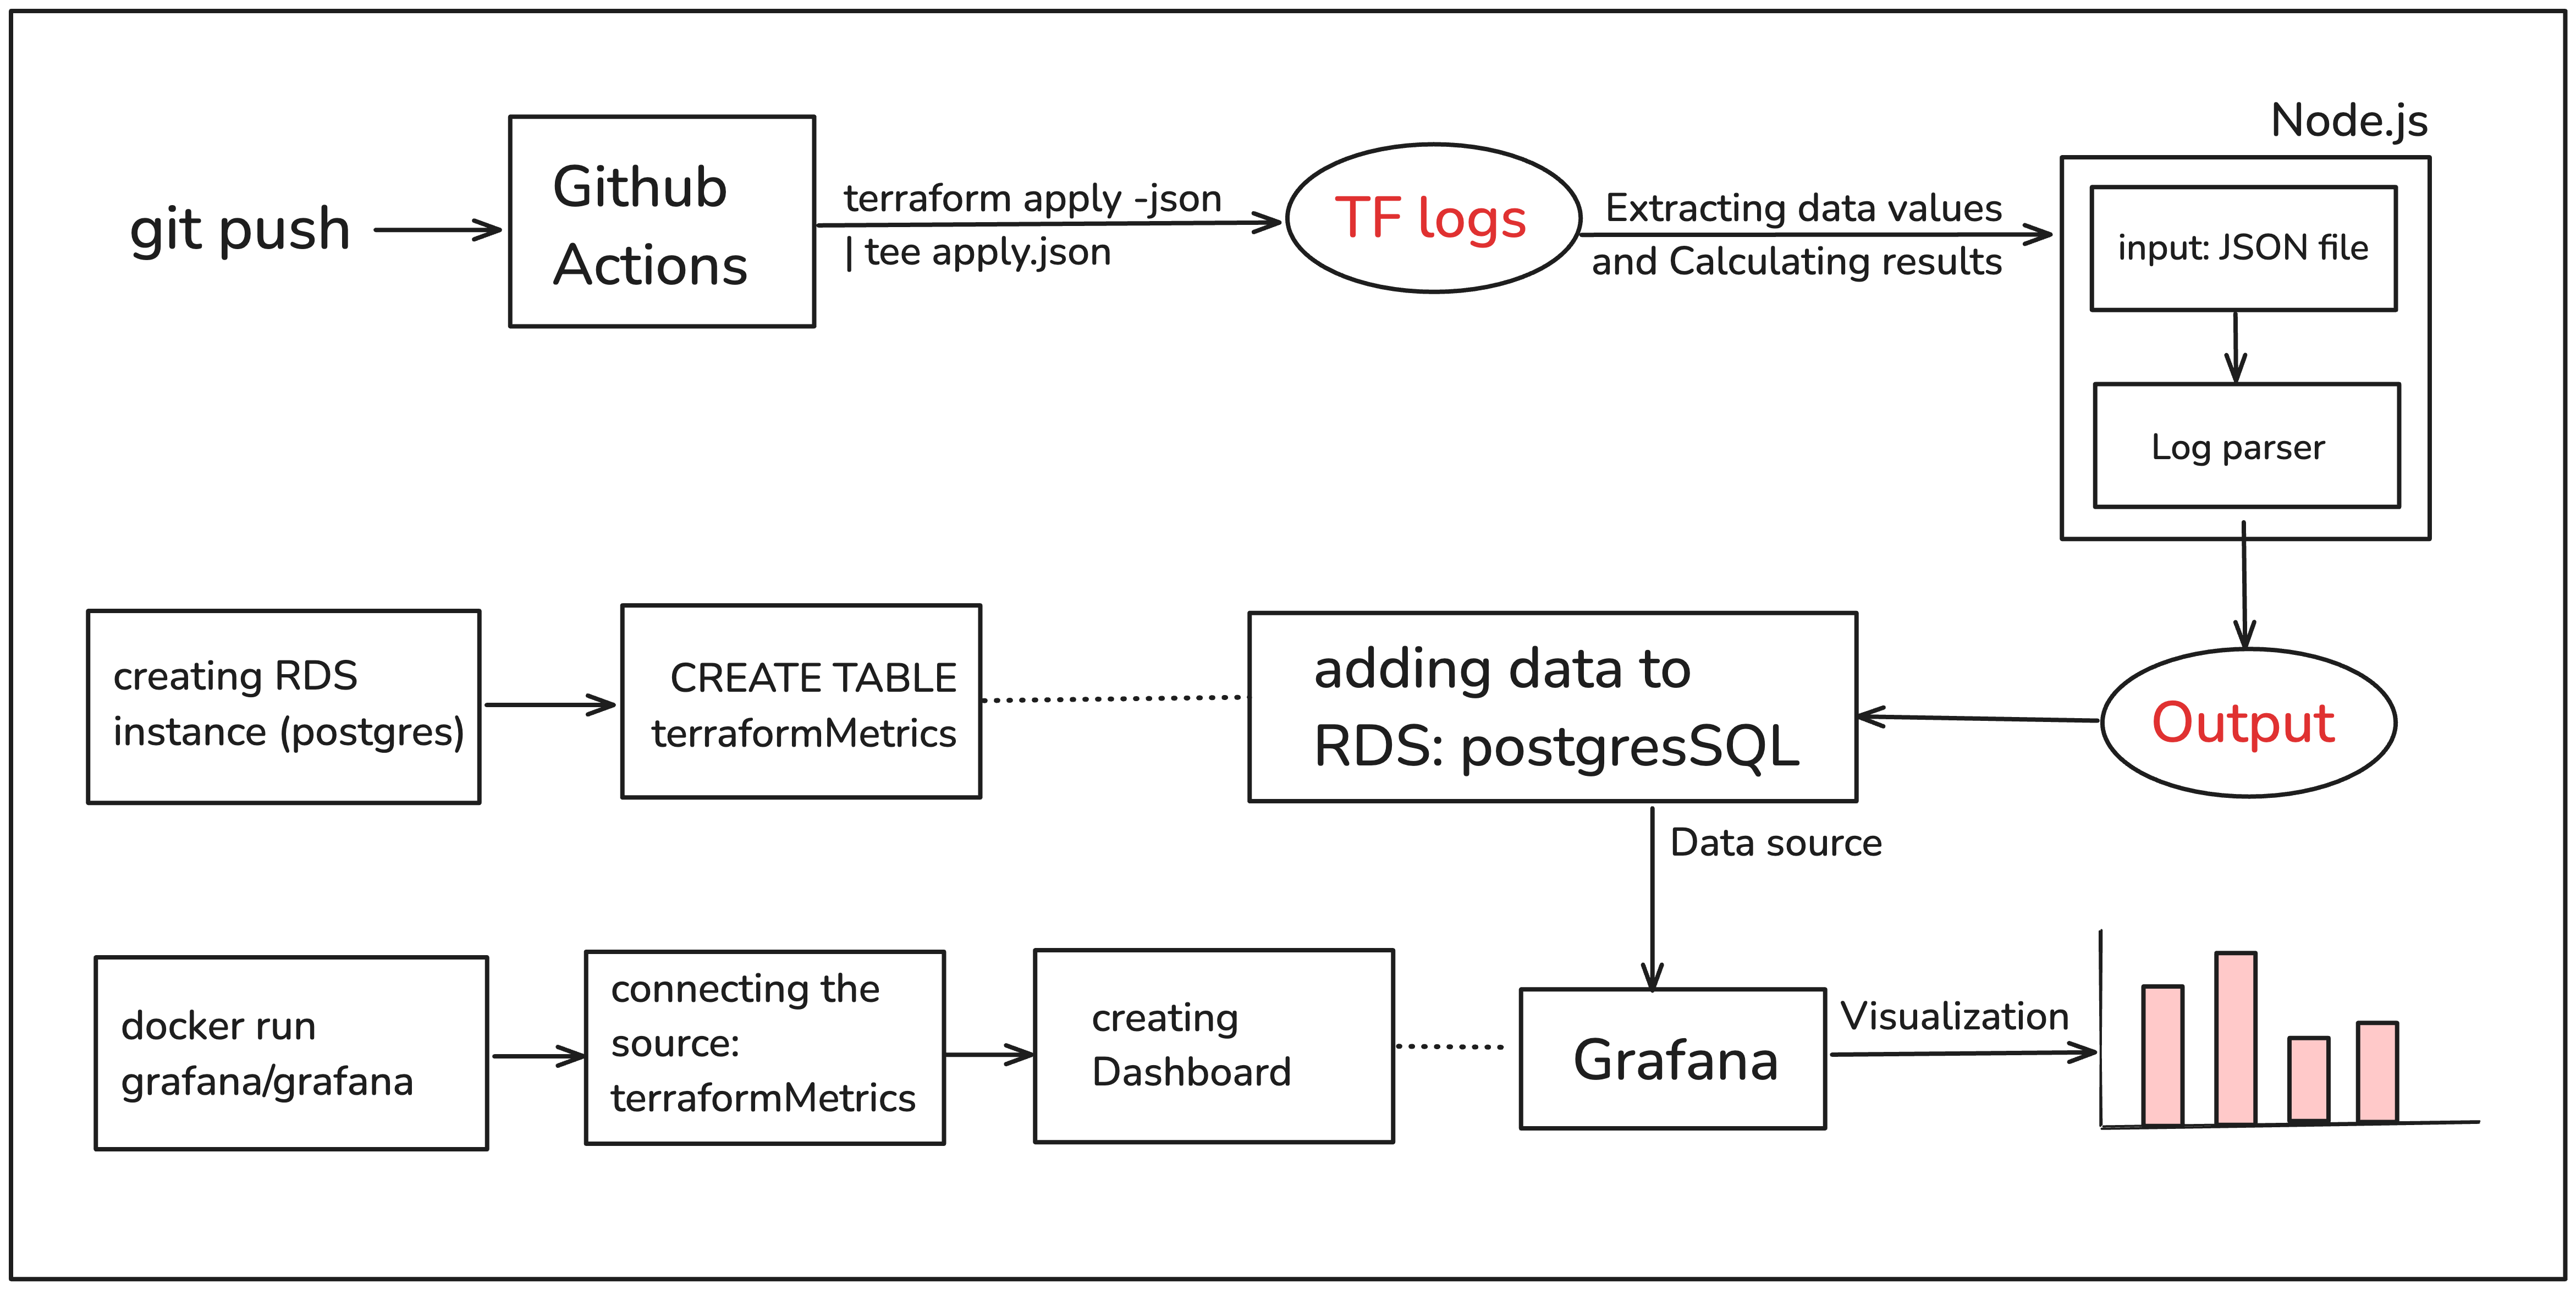 git push
Github
Actions
terraform apply -json
| tee apply.json
TF logs
Extracting data values
and Calculating results
Node.js
input: JSON file
Log parser
creating RDS
instance (postgres)
CREATE TABLE
terraformMetrics
adding data to
RDS: postgresSQL
Output
Data source
docker run
grafana/grafana
connecting the
source:
terraformMetrics
creating
Dashboard
Grafana
Visualization